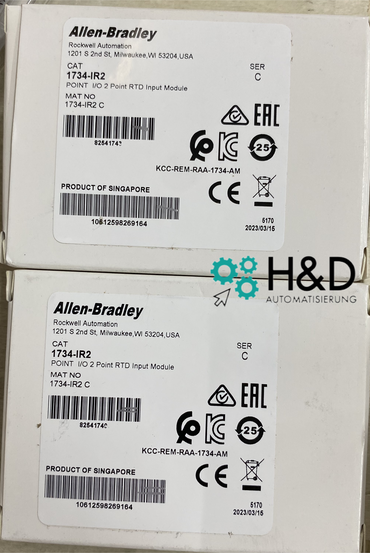 Allen-Bradley
Rockwell Automation
1201 S 2nd St, Milwaukee,WI 53204,USA
CAT
1734-IR2
SER
C
POINT I/O 2 Point RTD Input Module
MAT NO
1734-IR2 C
EAC
25
KCC-REM-RAA-1734-AM
PRODUCT OF SINGAPORE
CE
10612598269164
5170
2023/03/15
H&D
AUTOMATISIERUNG
Allen-Bradley
Rockwell Automation
1201 S 2nd St, Milwaukee,WI 53204,USA
CAT
1734-IR2
SER
C
POINT I/O 2 Point RTD Input Module
MAT NO
1734-IR2 C
EAC
25
KCC-REM-RAA-1734-AM
PRODUCT OF SINGAPORE
CE
10612598269164
5170
2023/03/15